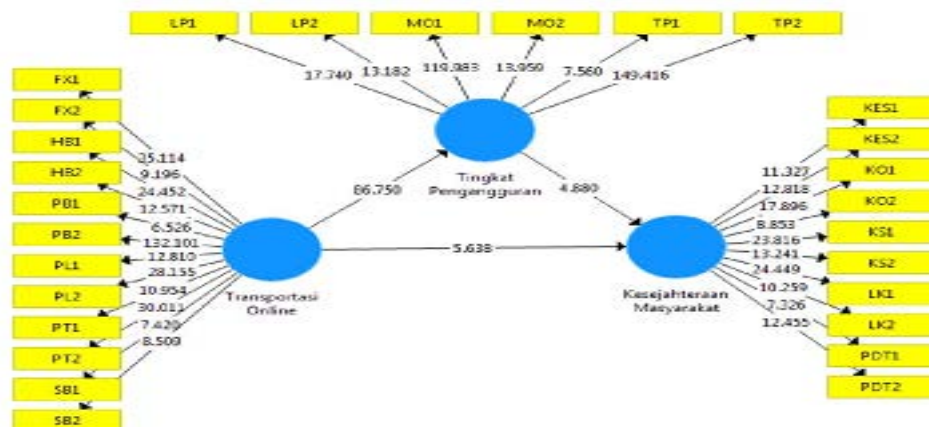 LP1 LP2 MO1 MO2 TP1 TP2
17.740 13.182 119.983 13.959 7.560 149.416
FX1
FX2
HB1
HB2
PB1
PB2
PL1
PL2
PT1
PT2
SB1
SB2
35.114
9.196
24.452
12.571
6.526
132.101
12.810
28.155
10.954
30.011
7.420
8.509
Transportasi
Online
86.750
Tingkat
Pengangguran
4.880
5.638
Kesejahteraan
Masyarakat
11.327
12.818
17.896
8.853
23.816
13.241
24.449
10.259
7.326
12.455
KES1
KES2
KO1
KO2
KS1
KS2
LK1
LK2
PDT1
PDT2